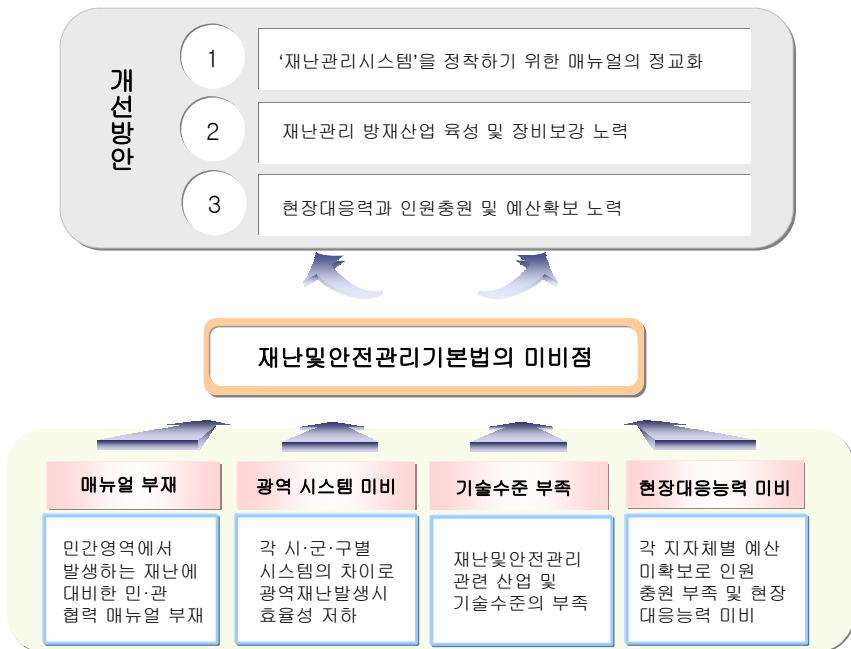 개선방안
1
'재난관리시스템'을 정착하기 위한 매뉴얼의 정교화
2
재난관리 방재산업 육성 및 장비보강 노력
3
현장대응력과 인원충원 및 예산확보 노력
재난및안전관리기본법의 미비점
매뉴얼 부재
민간영역에서
발생하는 재난에
대비한 민·관
협력 매뉴얼 부재
광역 시스템 미비
각 시·군·구별
시스템의 차이로
광역재난발생시
효율성 저하
기술수준 부족
재난및안전관리
관련 산업 및
기술수준의 부족
현장대응능력 미비
각 지자체별 예산
미확보로 인원
충원 부족 및 현장
대응능력 미비